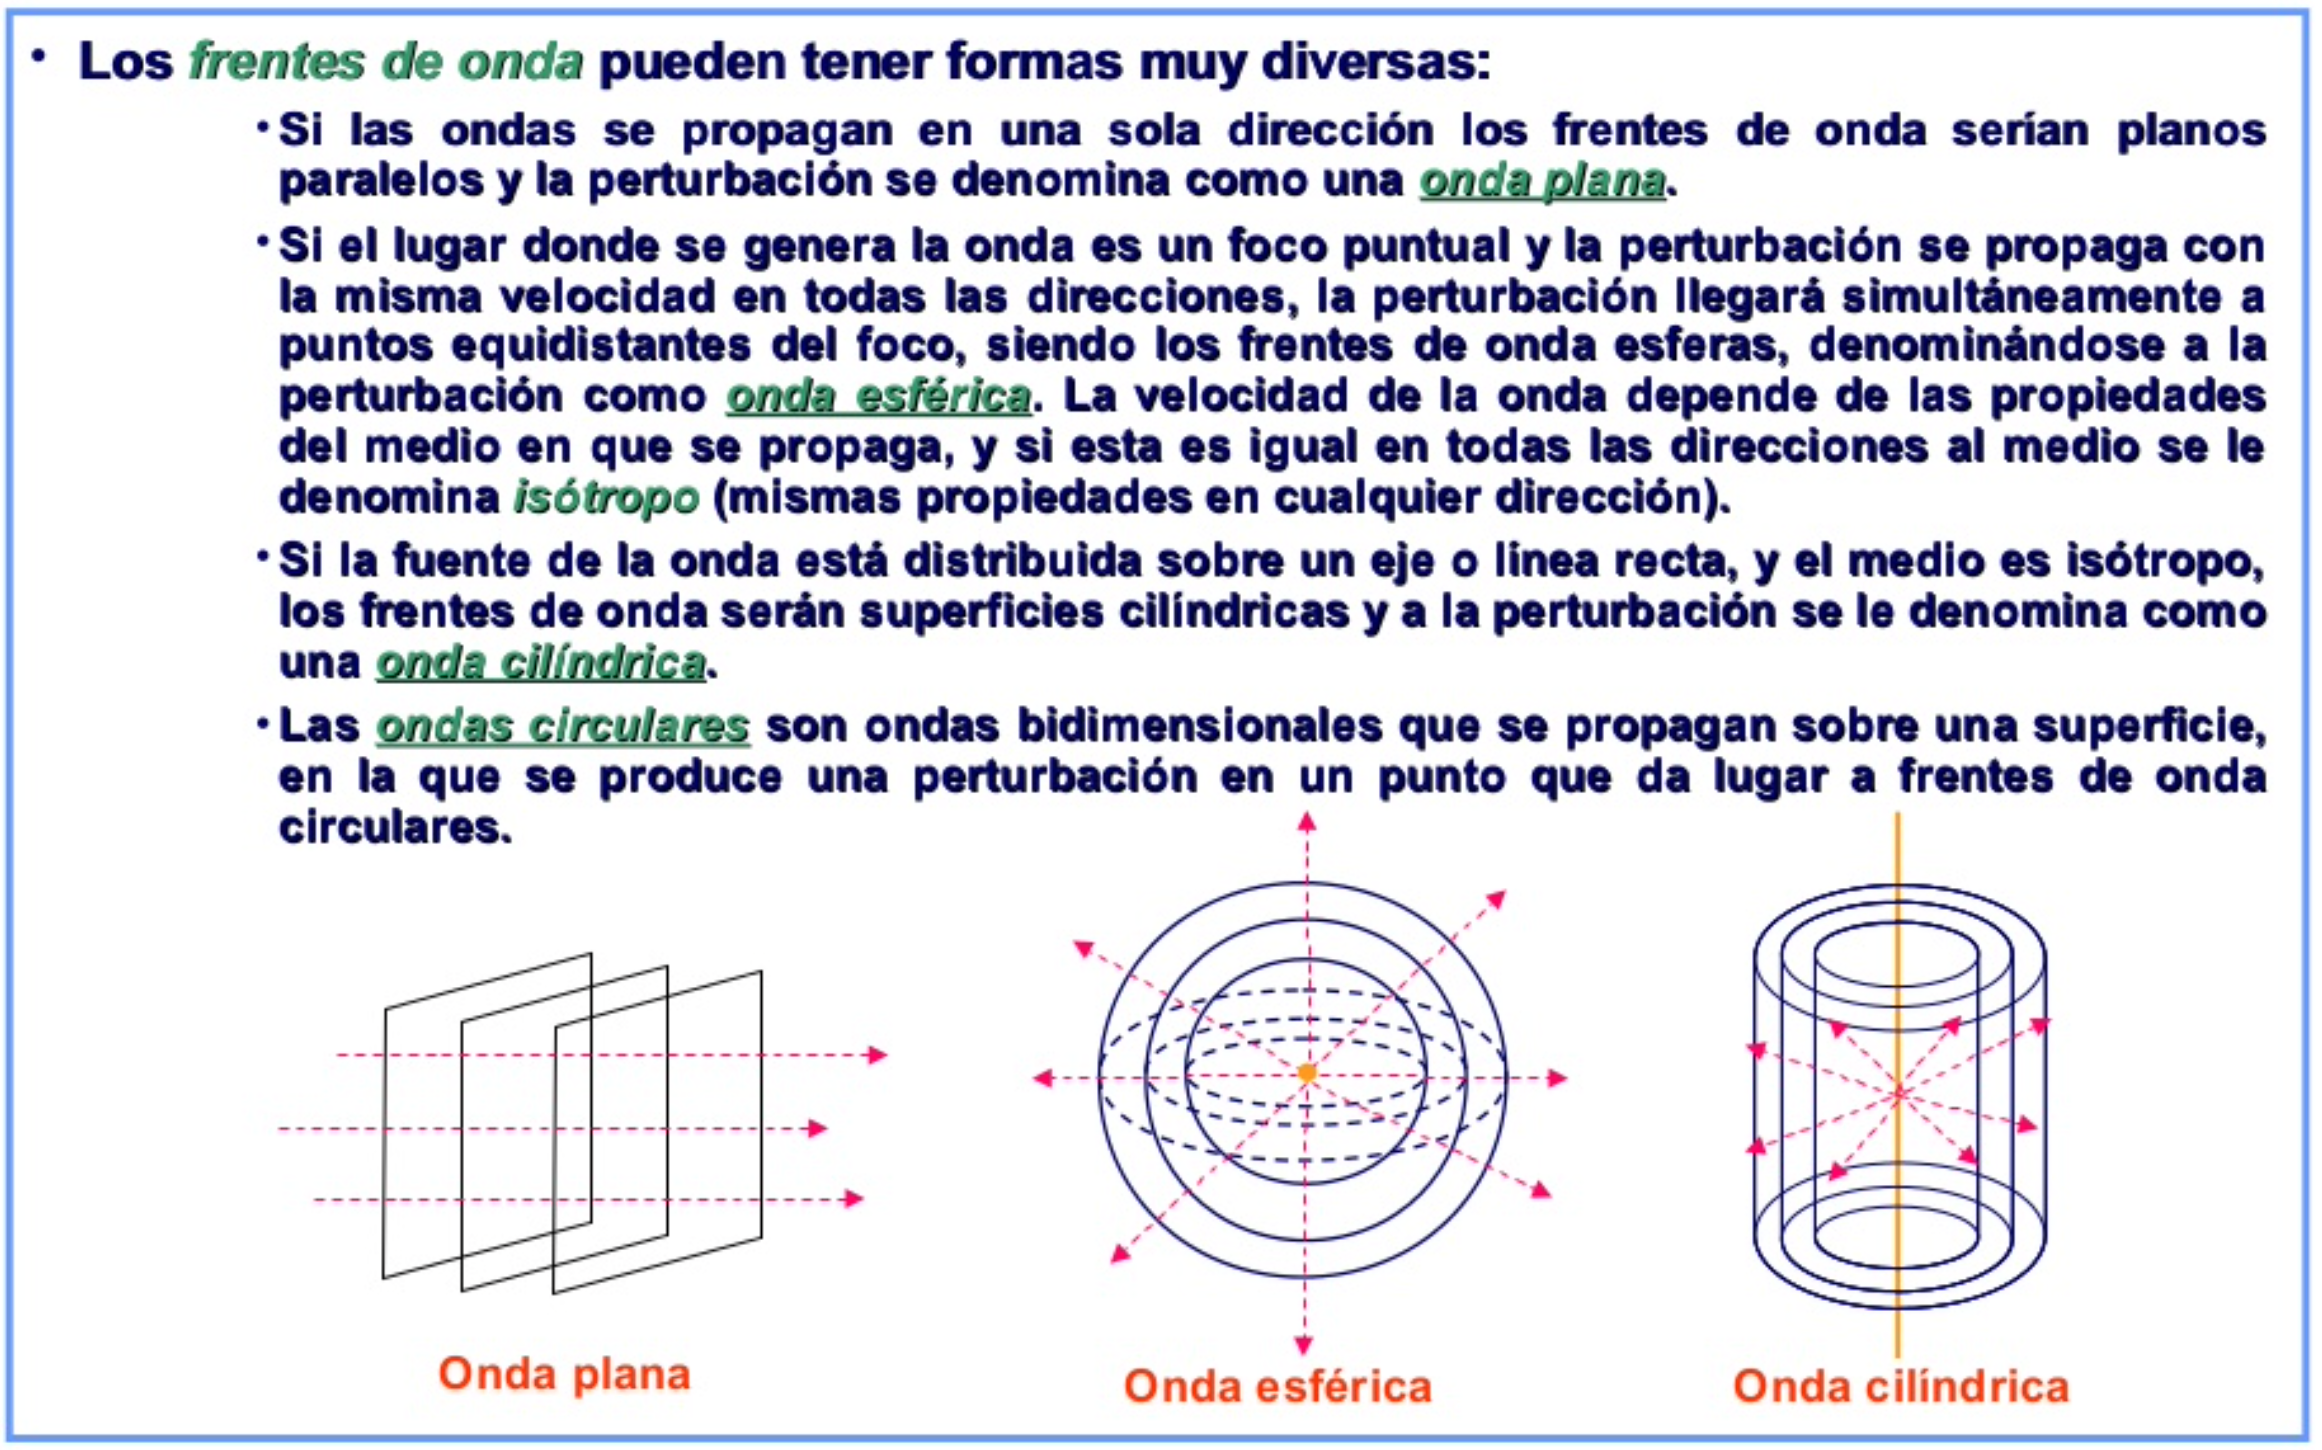 • Los frentes de onda pueden tener formas muy diversas:
• Si las ondas se propagan en una sola dirección los frentes de onda serían planos
paralelos y la perturbación se denomina como una onda plana.
• Si el lugar donde se genera la onda es un foco puntual y la perturbación se propaga con
la misma velocidad en todas las direcciones, la perturbación llegará simultáneamente a
puntos equidistantes del foco, siendo los frentes de onda esferas, denominándose a la
perturbación como onda esférica. La velocidad de la onda depende de las propiedades
del medio en que se propaga, y si esta es igual en todas las direcciones al medio se le
denomina isótropo (mismas propiedades en cualquier dirección).
• Si la fuente de la onda está distribuida sobre un eje o línea recta, y el medio es isótropo,
los frentes de onda serán superficies cilíndricas y a la perturbación se le denomina como
una onda cilíndrica.
• Las ondas circulares son ondas bidimensionales que se propagan sobre una superficie,
en la que se produce una perturbación en un punto que da lugar a frentes de onda
circulares.
Onda plana
Onda esférica
Onda cilíndrica